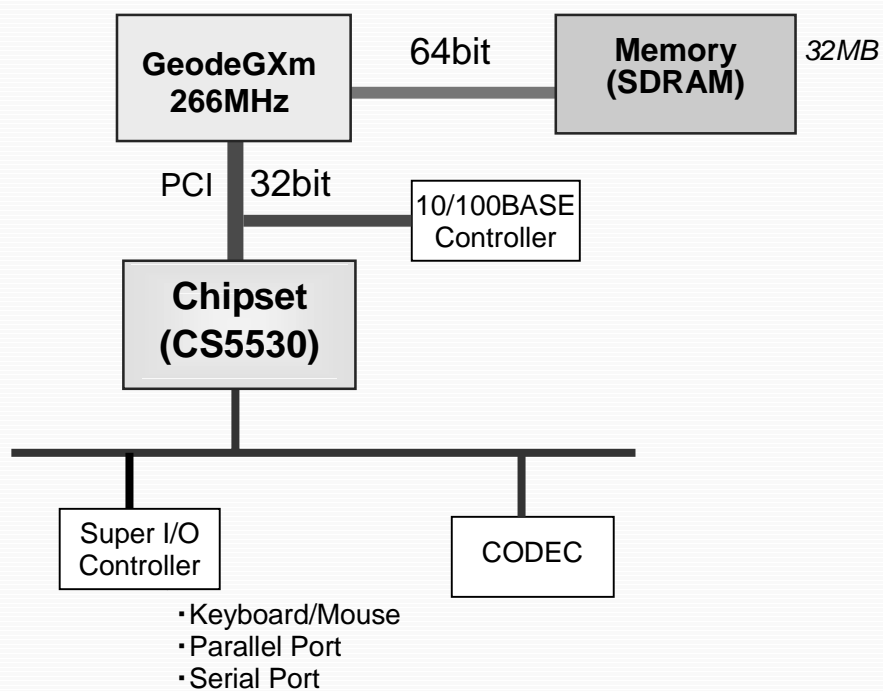 GeodeGXm
266MHz
64bit
Memory
(SDRAM)
32MB
PCI
32bit
10/100BASE
Controller
Chipset
(CS5530)
Super I/O
Controller
CODEC
・Keyboard/Mouse
・Parallel Port
・Serial Port